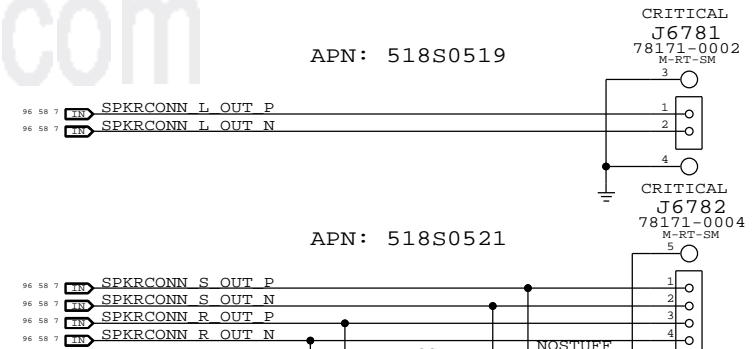 com
CRITICAL
J6781
APN: 518S0519
78171-0002
M-RT-SM
3
96 58 7 IN SPKRCONN_L_OUT_P 1
96 58 7 IN SPKRCONN_L_OUT_N 2
4
CRITICAL
J6782
78171-0004
APN: 518S0521
M-RT-SM
5
96 58 7 IN SPKRCONN_S_OUT_P 1
96 58 7 IN SPKRCONN_S_OUT_N 2
96 58 7 IN SPKRCONN_R_OUT_P 3
96 58 7 IN SPKRCONN_R_OUT_N 4
NOSTUFF